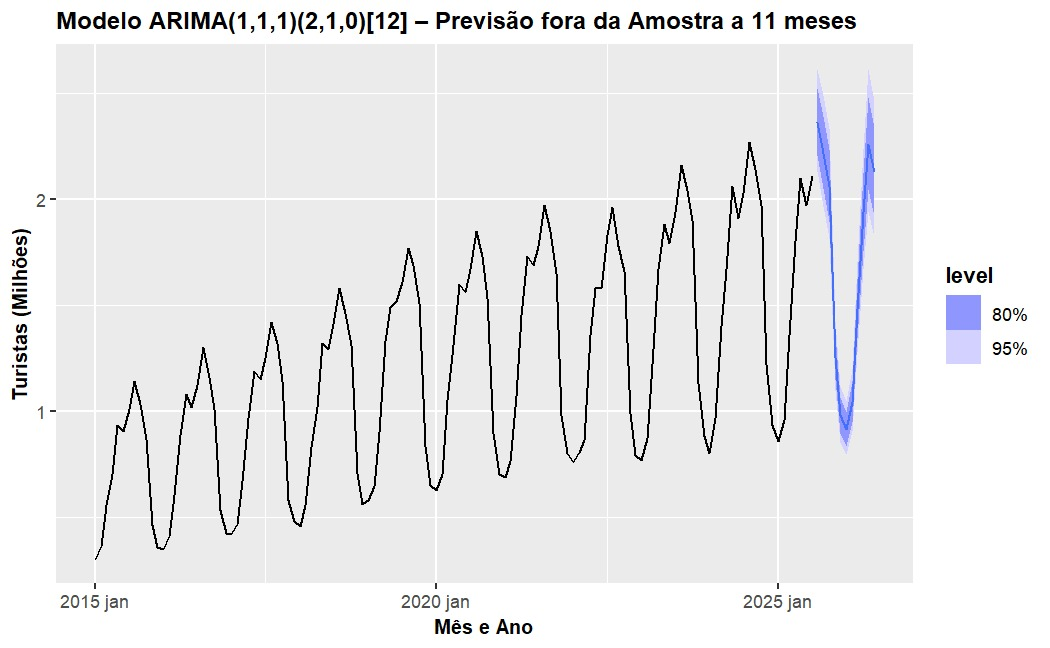 Modelo ARIMA(1,1,1)(2,1,0)[12] – Previsão fora da Amostra a 11 meses
Turistas (Milhões)
2
1
2015 jan
2020 jan
2025 jan
Mês e Ano
level
80%
95%